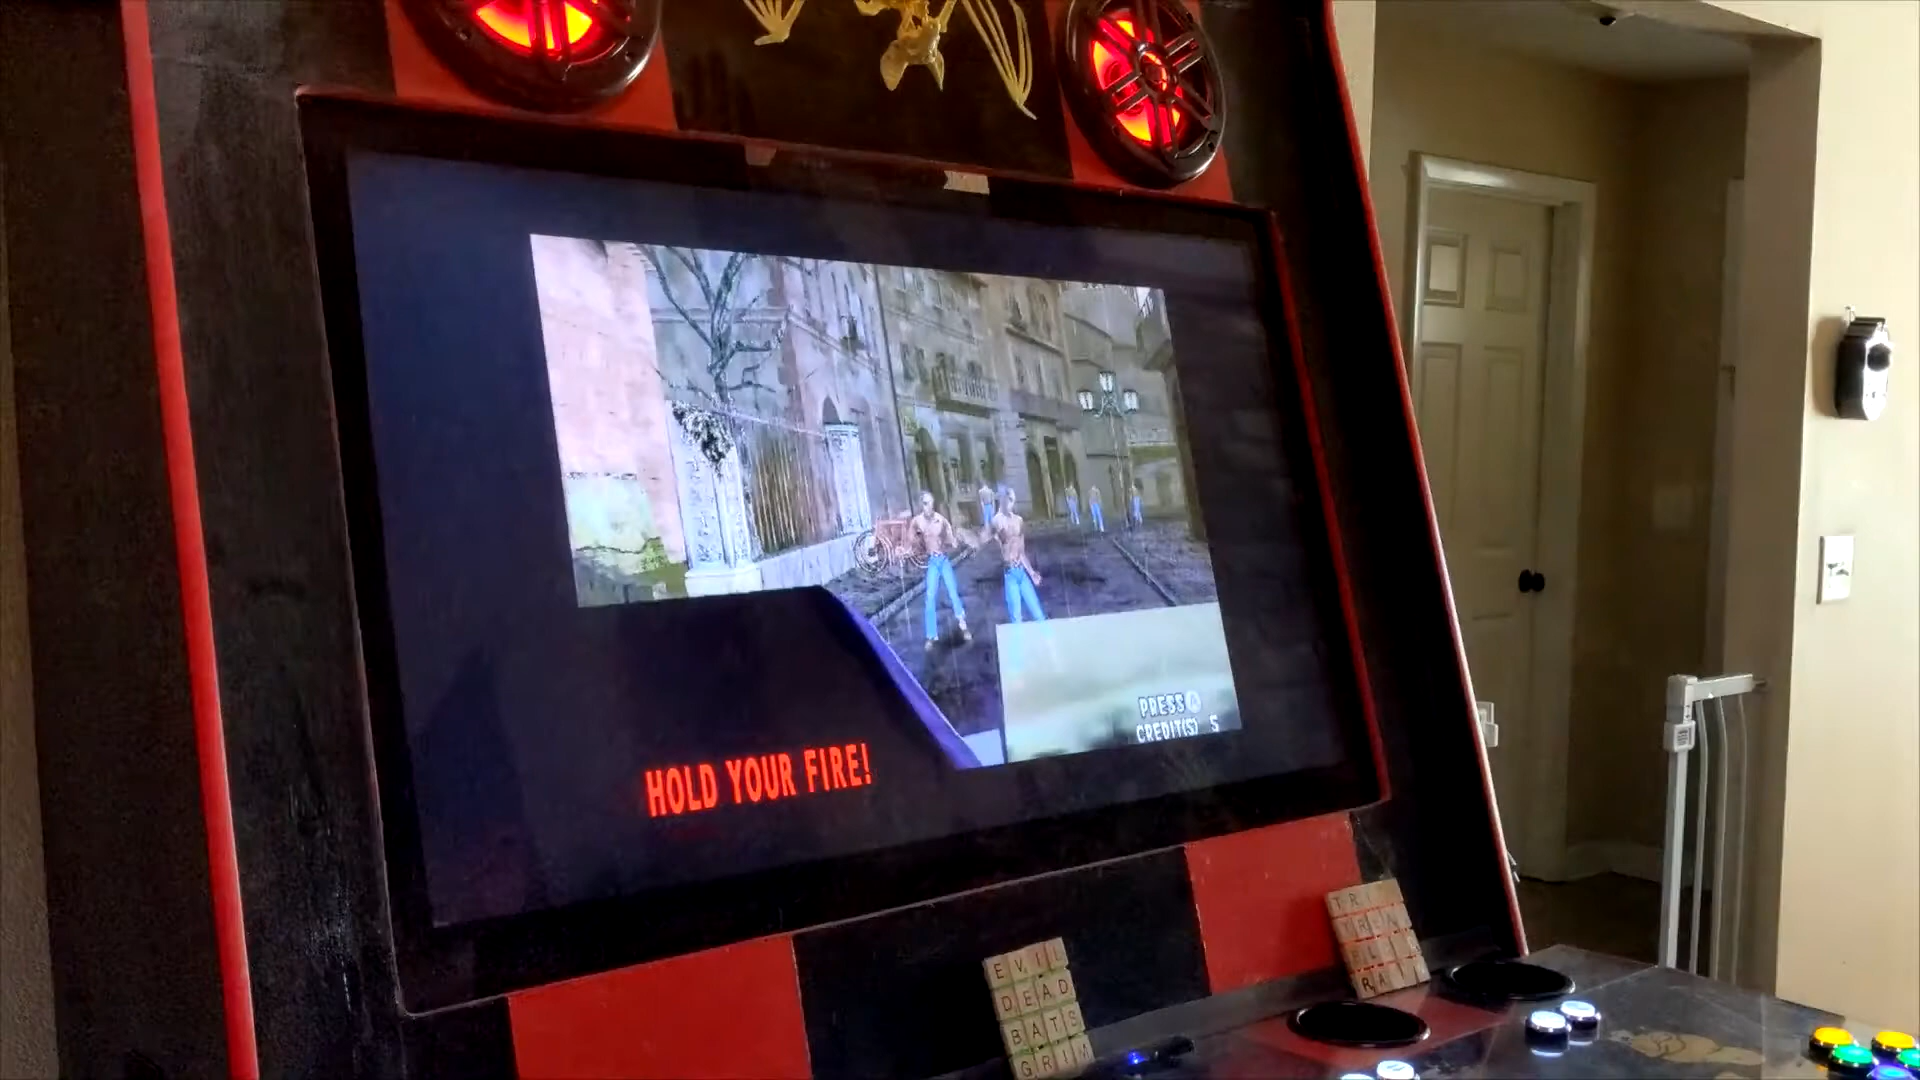 HOLD YOUR FIRE!
PRESS A
CREDIT(S) 5
EVIL
DEAD
BATS
GRIM